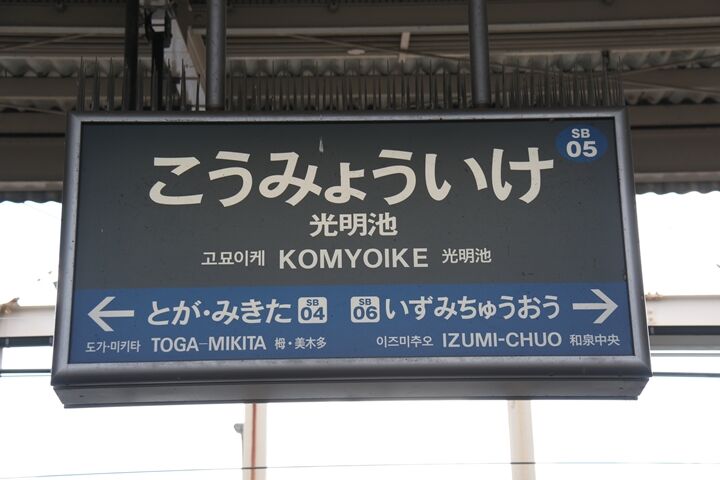 SB
05
こうみょういけ
光明池
고묘이케 KOMYOIKE 光明池
← とが・みきた SB 04 SB 06 いずみちゅうおう →
도가·미키타 TOGA-MIKITA 栂・美木多 이즈미추오 IZUMI-CHUO 和泉中央